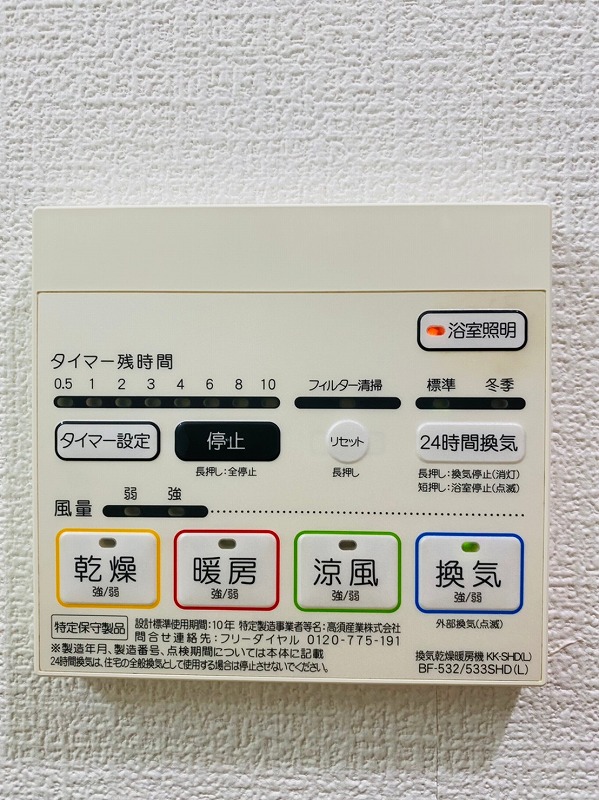 浴室照明
タイマー残時間
0.5 1 2 3 4 6 8 10
フィルター清掃
標準 冬季
タイマー設定
停止
長押し:全停止
リセット
長押し
24時間換気
長押し:換気停止(消灯)
短押し:浴室停止(点滅)
風量 弱 強
乾燥
強/弱
暖房
強/弱
涼風
強/弱
換気
強/弱
外部換気(点滅)
特定保守製品
設計標準使用期間:10年 特定製造事業者等名:高須産業株式会社
問合せ連絡先:フリーダイヤル 0120-775-191
※製造年月、製造番号、点検期間については本体に記載
24時間換気は、住宅の全般換気として使用する場合は停止させないでください。
換気乾燥暖房機 KK-SHD(L)
BF-532/533SHD(L)